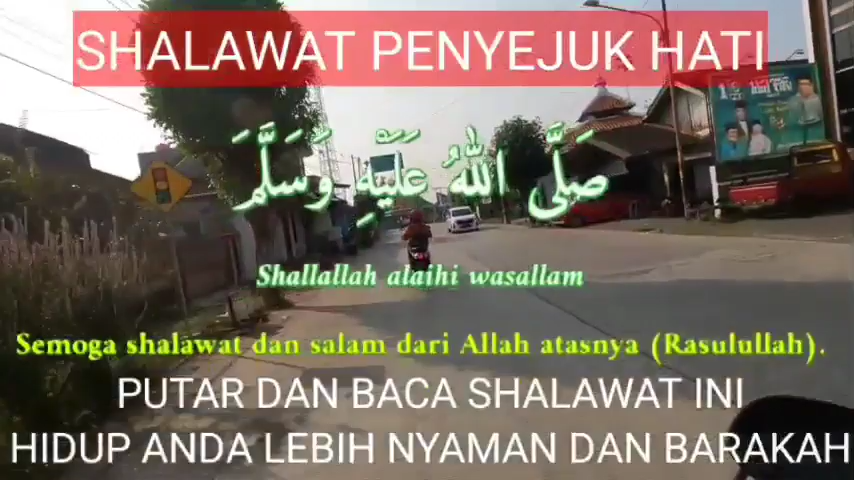 SHALAWAT PENYEJUK HATI
صَلَّى اللهُ عَلَيْهِ وَسَلَّمَ
Shallallah alaihi wasallam
Semoga shalawat dan salam dari Allah atasnya (Rasulullah).
PUTAR DAN BACA SHALAWAT INI
HIDUP ANDA LEBIH NYAMAN DAN BARAKAH